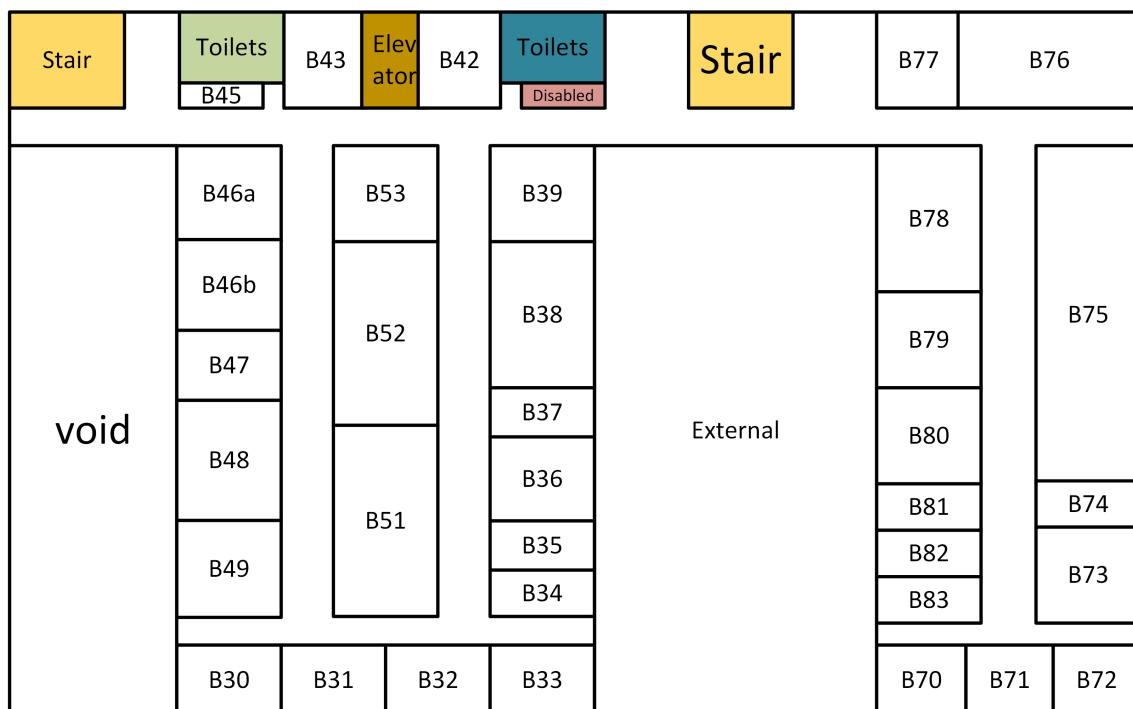 Stair
Toilets
B45
B43
Elev
ator
B42
Toilets
Disabled
Stair
B77
B76
void
B46a
B46b
B47
B48
B49
B53
B52
B51
B39
B38
B37
B36
B35
B34
B30
B31
B32
B33
External
B78
B79
B80
B81
B82
B83
B75
B74
B73
B70
B71
B72